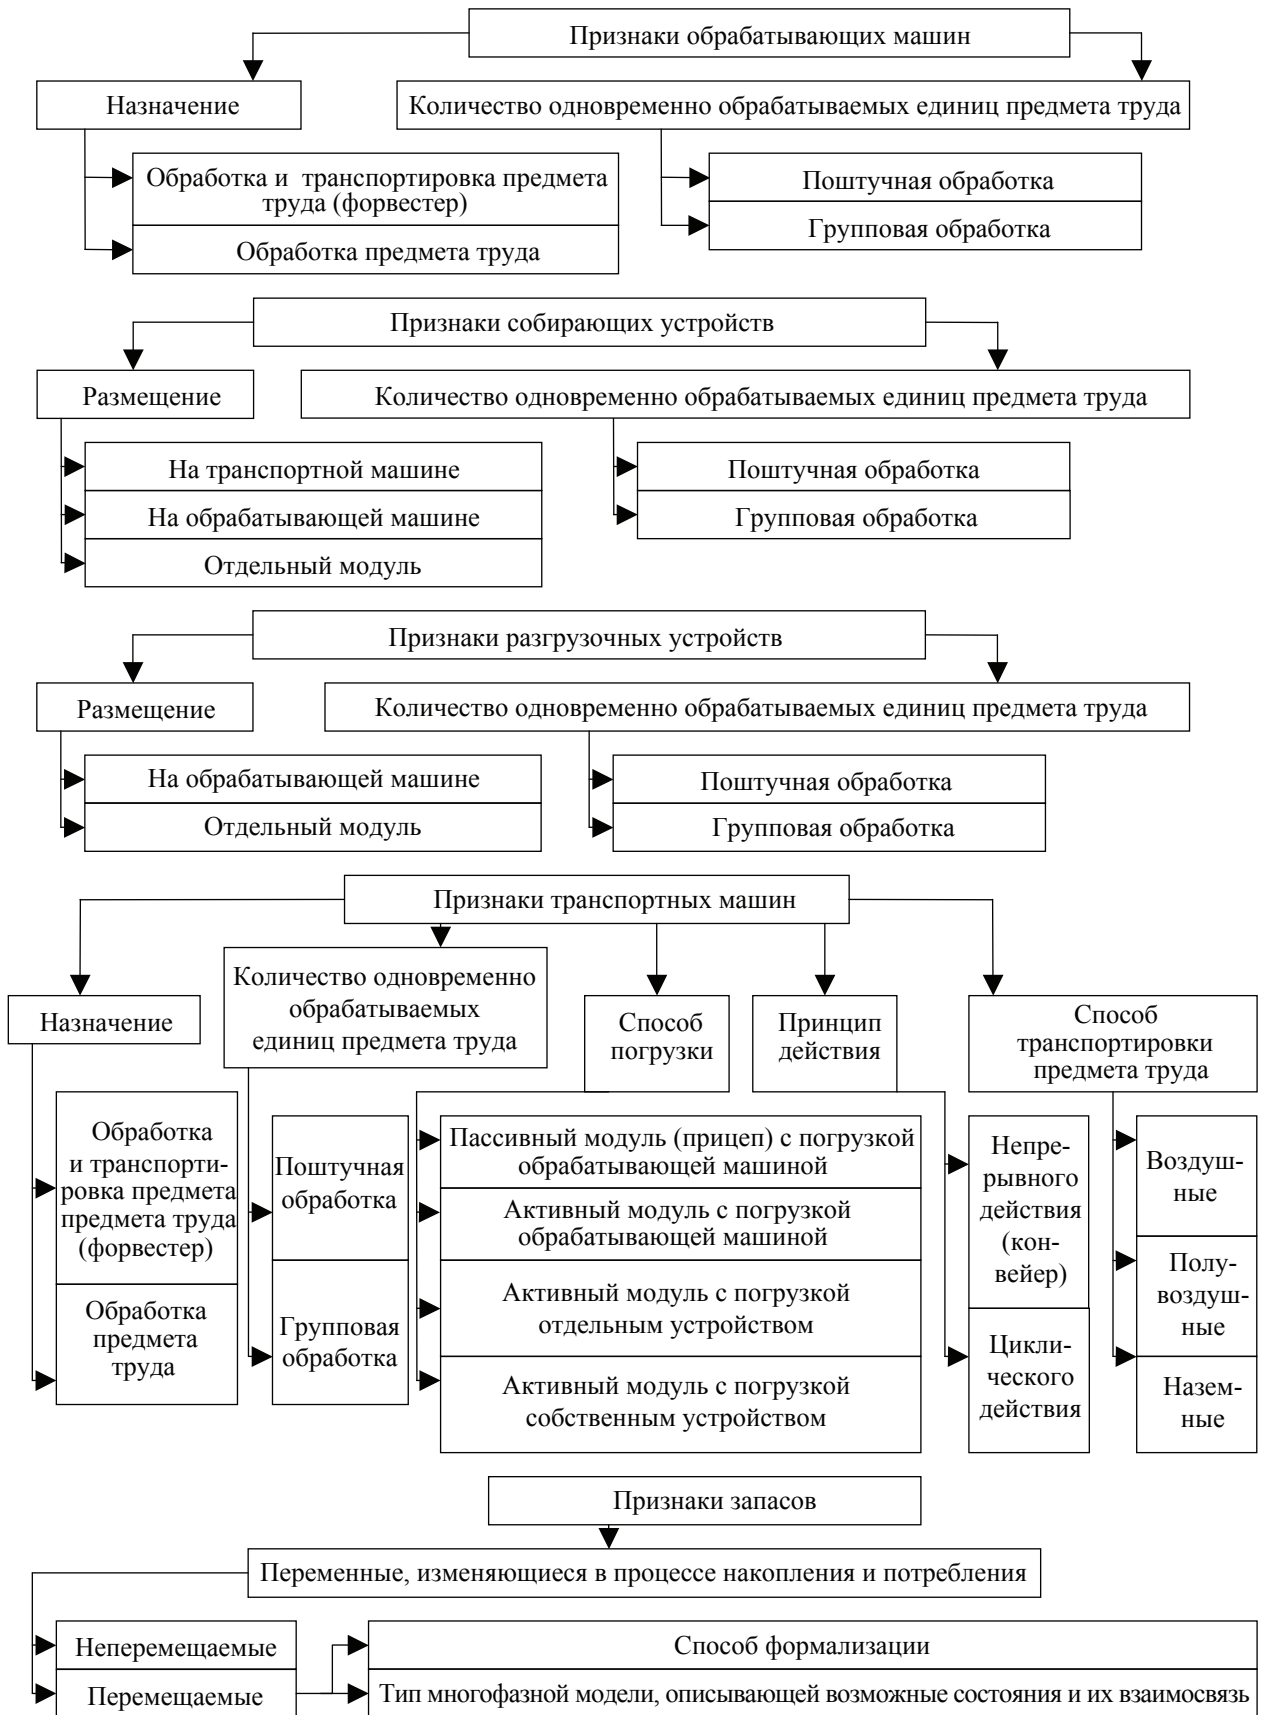 Признаки обрабатывающих машин
Назначение
Количество одновременно обрабатываемых единиц предмета труда
Обработка и транспортировка предмета
труда (форвестер)
Обработка предмета труда
Поштучная обработка
Групповая обработка
Признаки собирающих устройств
Размещение
Количество одновременно обрабатываемых единиц предмета труда
На транспортной машине
На обрабатывающей машине
Отдельный модуль
Поштучная обработка
Групповая обработка
Признаки разгрузочных устройств
Размещение
Количество одновременно обрабатываемых единиц предмета труда
На обрабатывающей машине
Отдельный модуль
Поштучная обработка
Групповая обработка
Признаки транспортных машин
Назначение
Количество одновременно
обрабатываемых
единиц предмета труда
Способ
погрузки
Принцип
действия
Способ
транспортировки
предмета труда
Обработка
и транспорти-
ровка предмета
предмета труда
(форвестер)
Обработка
предмета
труда
Поштучная
обработка
Групповая
обработка
Пассивный модуль (прицеп) с погрузкой
обрабатывающей машиной
Активный модуль с погрузкой
обрабатывающей машиной
Активный модуль с погрузкой
отдельным устройством
Активный модуль с погрузкой
собственным устройством
Непре-
рывного
действия
(кон-
вейер)
Цикли-
ческого
действия
Воздуш-
ные
Полу-
воздуш-
ные
Назем-
ные
Признаки запасов
Переменные, изменяющиеся в процессе накопления и потребления
Неперемещаемые
Перемещаемые
Способ формализации
Тип многофазной модели, описывающей возможные состояния и их взаимосвязь